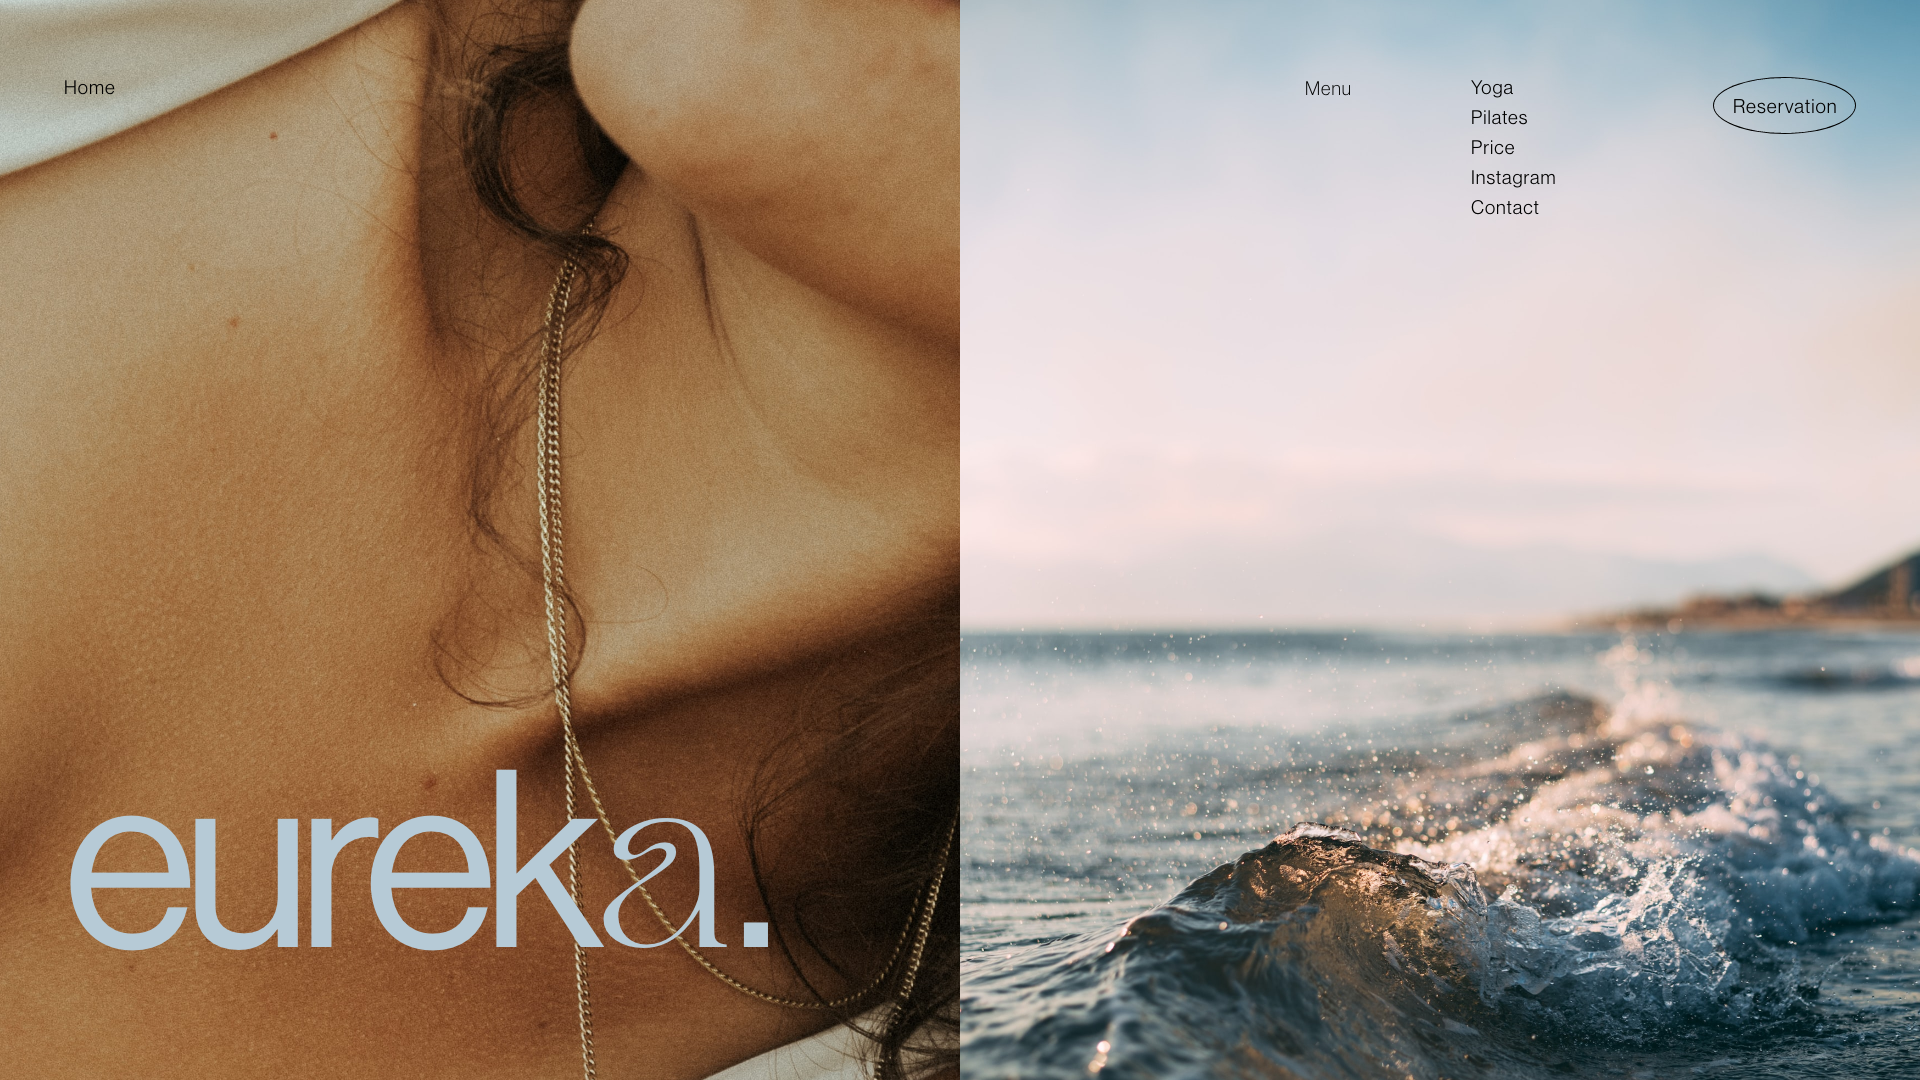 Home
Menu
Yoga
Pilates
Price
Instagram
Contact
Reservation
eureka.